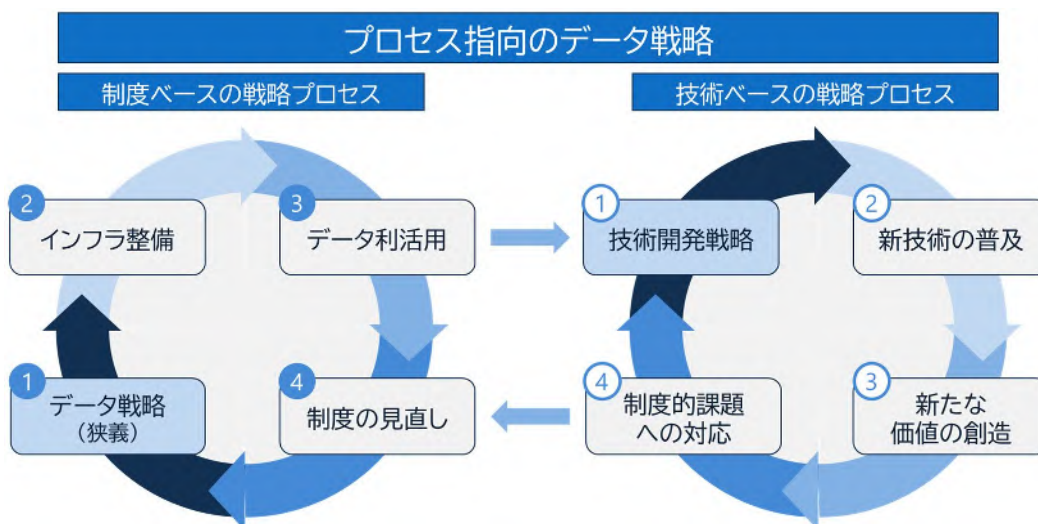 プロセス指向のデータ戦略
制度ベースの戦略プロセス
技術ベースの戦略プロセス
2
インフラ整備
3
データ利活用
1
データ戦略
（狭義）
4
制度の見直し
1
技術開発戦略
2
新技術の普及
4
制度的課題
への対応
3
新たな
価値の創造